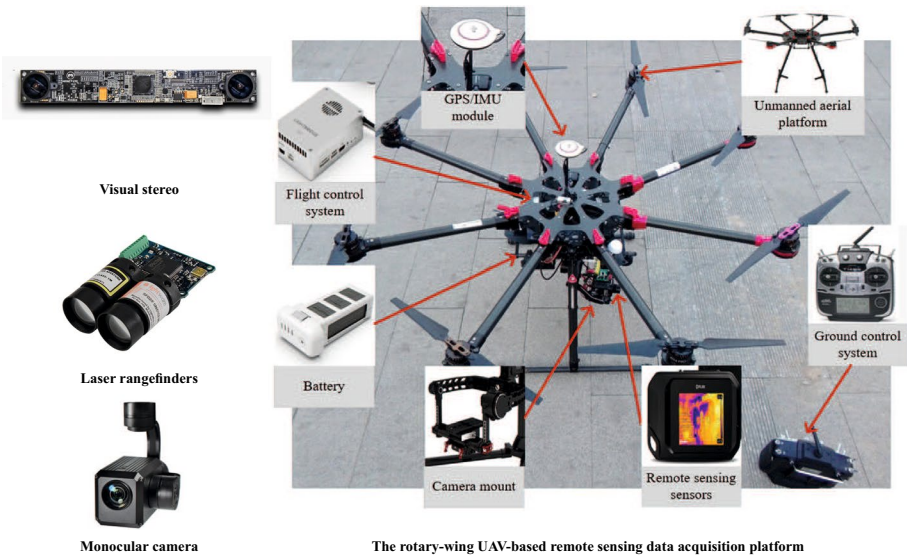 Visual stereo
Laser rangefinders
Monocular camera
GPS/IMU
module
Unmanned aerial
platform
Flight control
system
Ground control
system
Battery
Camera mount
Remote sensing
sensors
The rotary-wing UAV-based remote sensing data acquisition platform